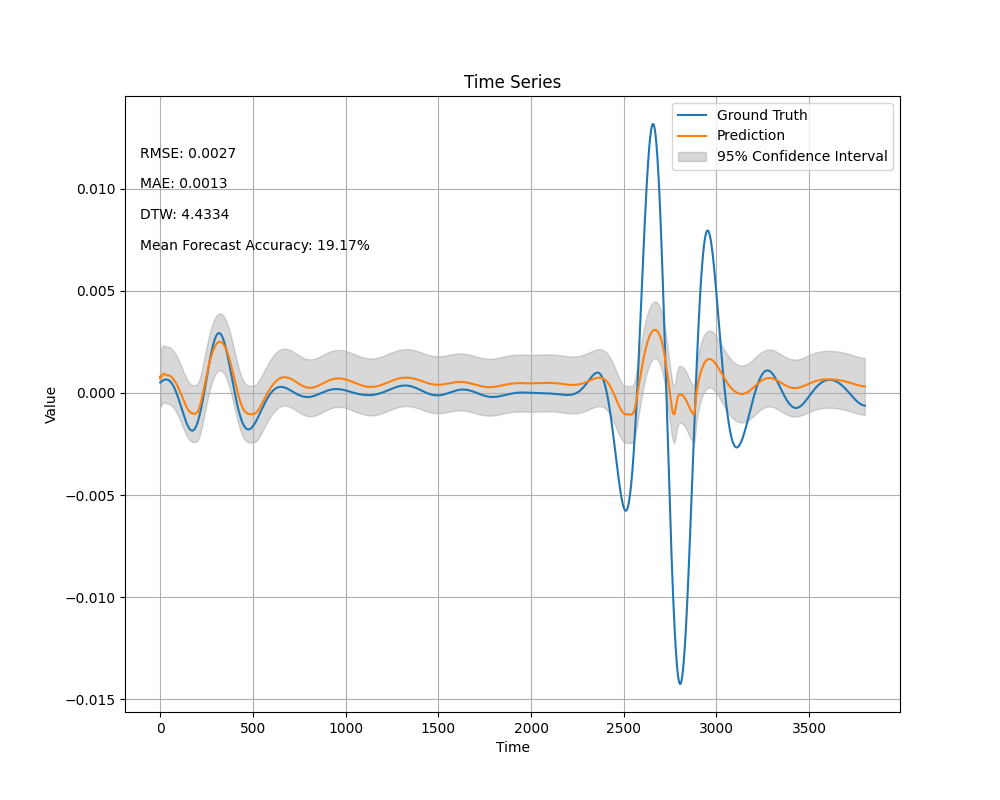 Time Series
Ground Truth
Prediction
95% Confidence Interval
RMSE: 0.0027
MAE: 0.0013
DTW: 4.4334
Mean Forecast Accuracy: 19.17%
Value
0.010
0.005
0.000
−0.005
−0.010
−0.015
0 500 1000 1500 2000 2500 3000 3500
Time